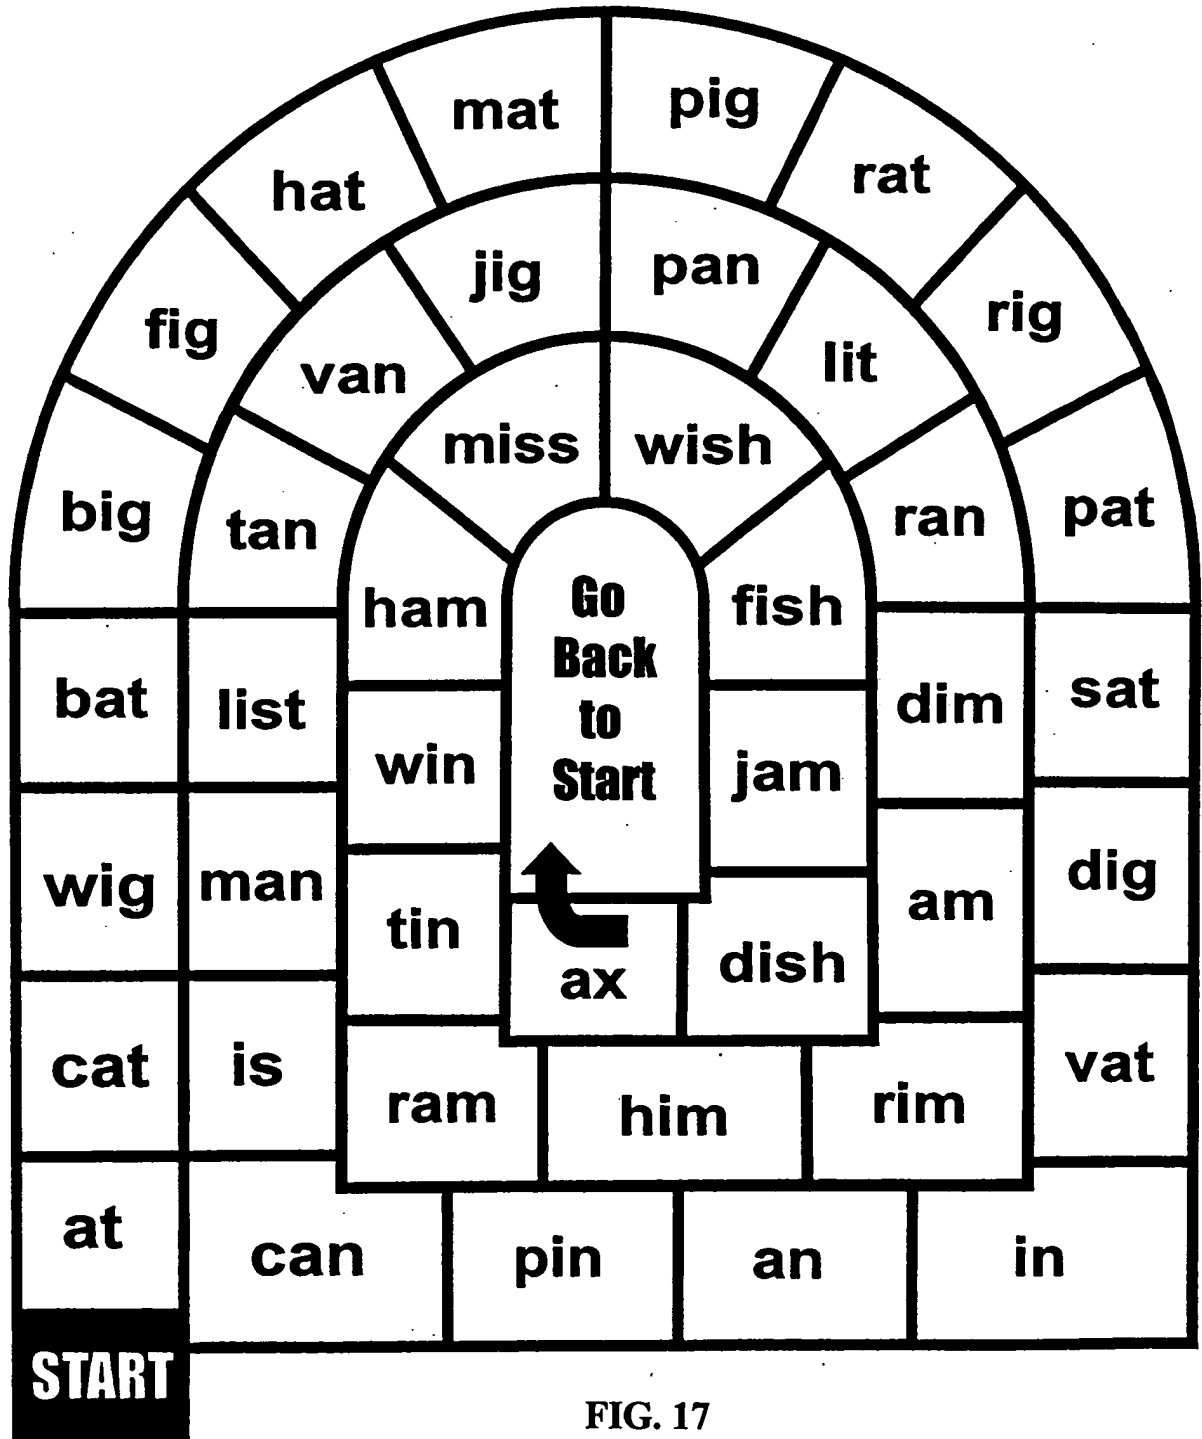 START
at
cat
wig
bat
big
fig
hat
mat
pig
rat
rig
pat
sat
dig
vat
in
an
pin
can
is
man
list
tan
van
jig
pan
lit
ran
dim
am
rim
him
ram
tin
win
ham
miss
wish
fish
jam
dish
ax
Go
Back
to
Start
FIG. 17